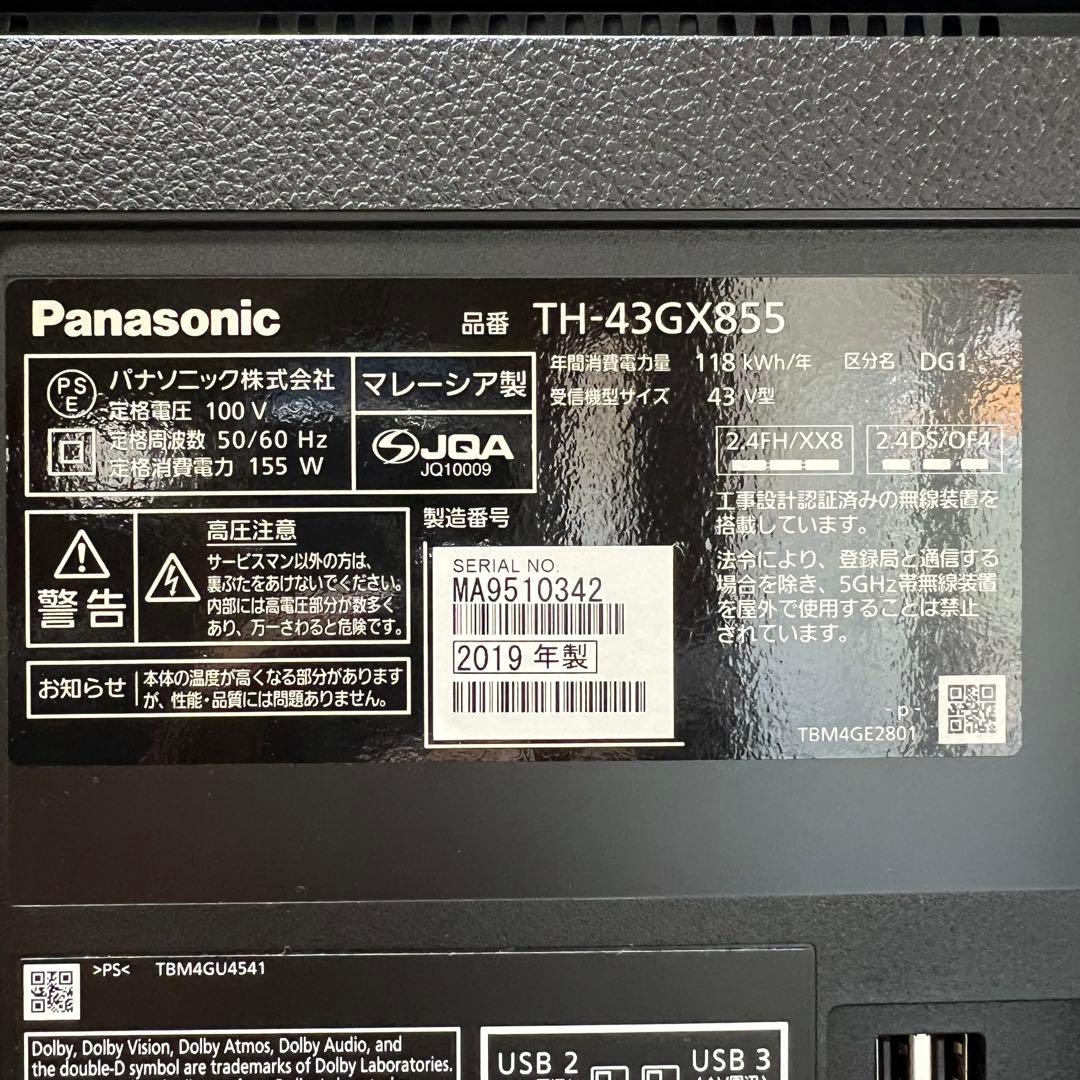 Panasonic
品番 TH-43GX855
PS
E
パナソニック株式会社
定格電圧 100 V
定格周波数 50/60 Hz
定格消費電力 155 W
マレーシア製
JQA
JQ10009
年間消費電力量 118 kWh/年 区分名 DG1
受信機型サイズ 43 V型
2.4FH/XX8
2.4DS/OF4
工事設計認証済みの無線装置を
搭載しています。
法令により、登録局と通信する
場合を除き、5GHz帯無線装置
を屋外で使用することは禁止
されています。
警告
高圧注意
サービスマン以外の方は、
裏ぶたをあけないでください。
内部には高電圧部分が数多く
あり、万一さわると危険です。
お知らせ
本体の温度が高くなる部分があります
が、性能・品質には問題ありません。
製造番号
SERIAL NO.
MA9510342
2019 年製
- p -
TBM4GE2801
>PS< TBM4GU4541
Dolby, Dolby Vision, Dolby Atmos, Dolby Audio, and
the double-D symbol are trademarks of Dolby Laboratories.
USB 2
USB 3